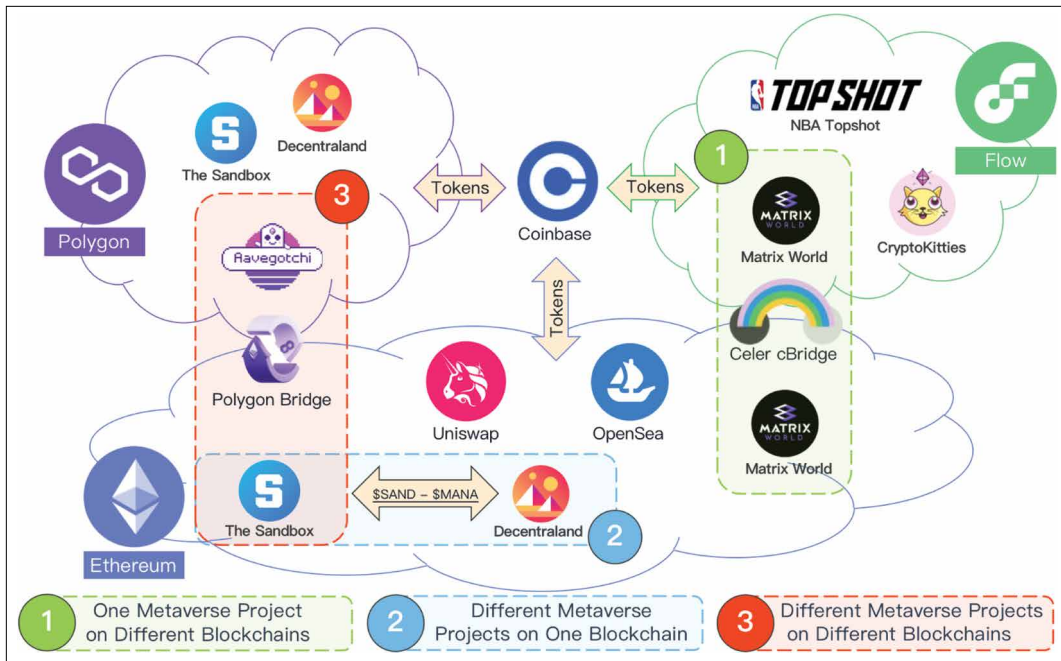 TOP SHOT
NBA Topshot
Flow
Decentraland
The Sandbox
3
1
Tokens
Tokens
Polygon
Coinbase
MATRIX
WORLD
Matrix World
CryptoKitties
Aavegotchi
Tokens
Celer cBridge
Polygon Bridge
Uniswap
OpenSea
MATRIX
WORLD
Matrix World
$SAND – $MANA
The Sandbox
Decentraland
2
Ethereum
1
One Metaverse Project
on Different Blockchains
2
Different Metaverse
Projects on One Blockchain
3
Different Metaverse Projects
on Different Blockchains